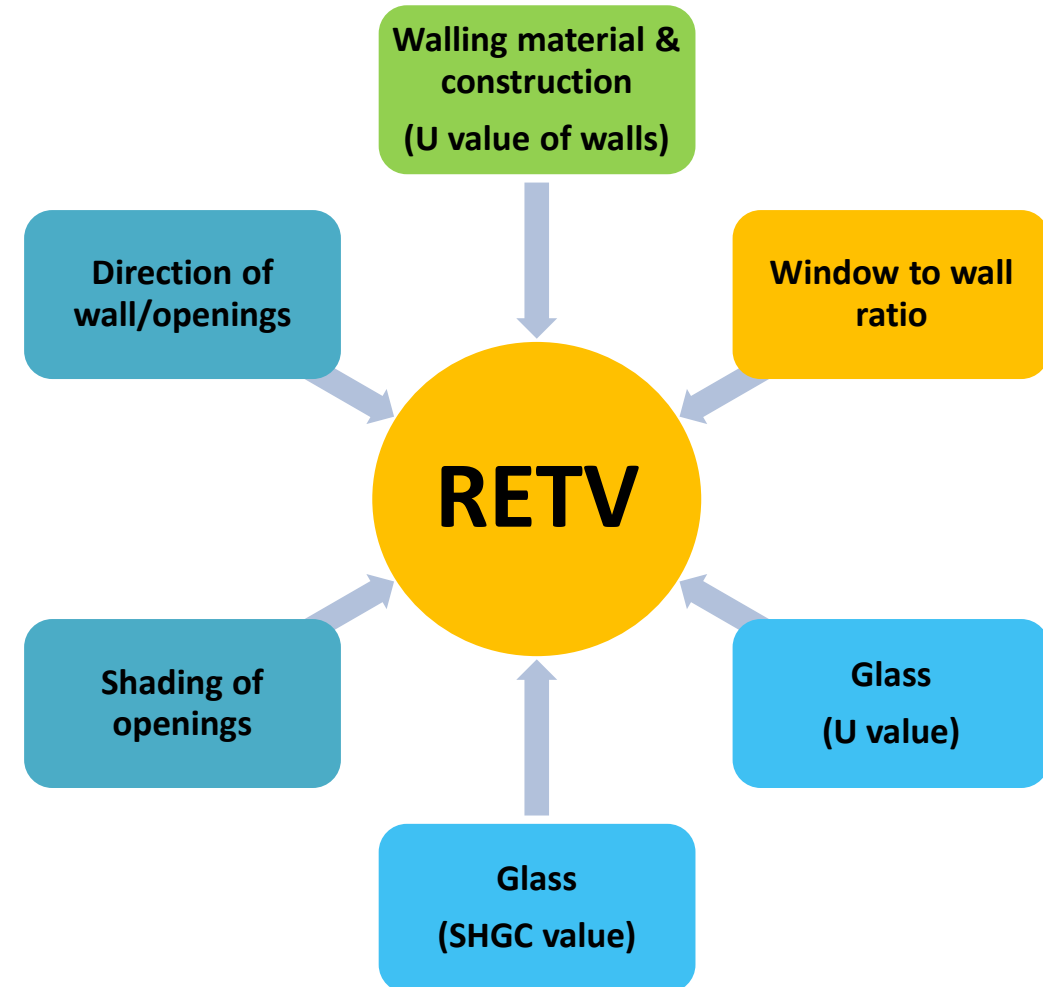 Walling material &
construction
(U value of walls)
Direction of
wall/openings
Window to wall
ratio
RETV
Shading of
openings
Glass
(U value)
Glass
(SHGC value)